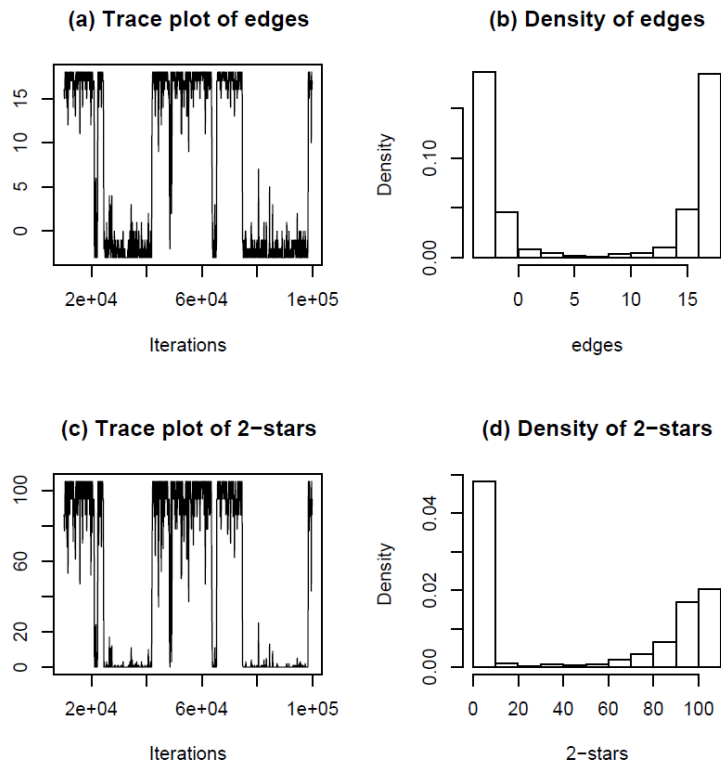 (a) Trace plot of edges
(b) Density of edges
15
10
5
0
2e+04 6e+04 1e+05
Iterations
Density
0.10
0.00
0 5 10 15
edges
(c) Trace plot of 2−stars
(d) Density of 2−stars
100
60
20
0
2e+04 6e+04 1e+05
Iterations
Density
0.04
0.02
0.00
0 20 40 60 80 100
2−stars